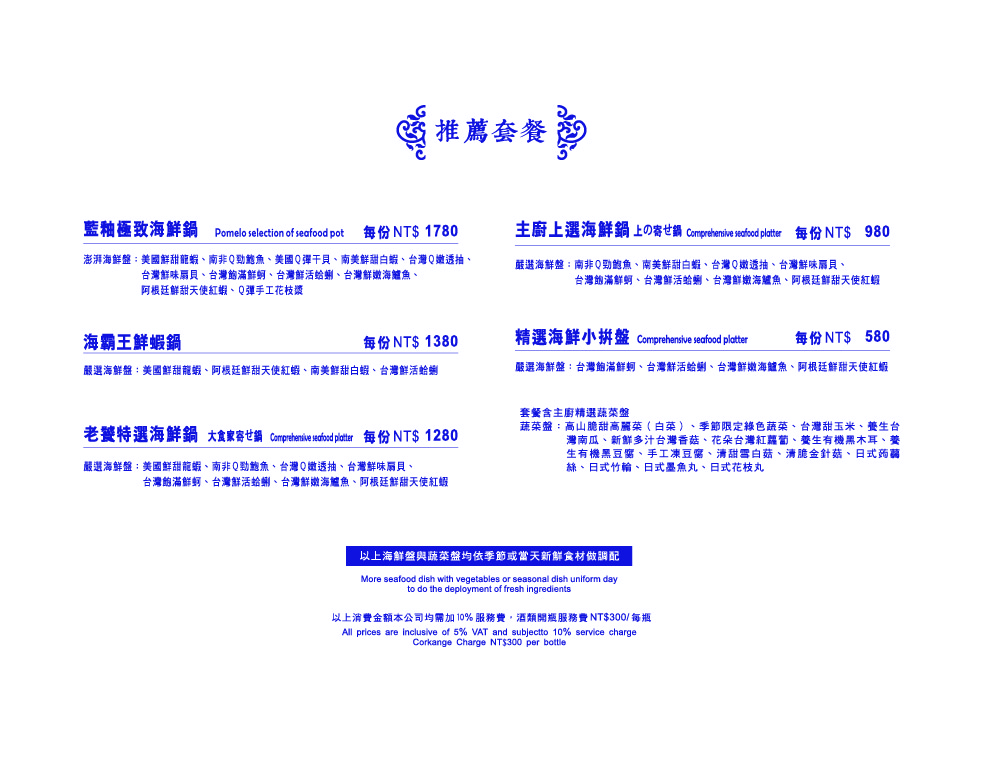 推薦套餐
藍釉極致海鮮鍋 Pomelo selection of seafood pot 每份 NT$ 1780
澎湃海鮮盤：美國鮮甜龍蝦、南非Q勁鮑魚、美國Q彈干貝、南美鮮甜白蝦、台灣Q嫩透抽、
台灣鮮味扇貝、台灣飽滿鮮蚵、台灣鮮活蛤蜊、台灣鮮嫩海鱸魚、
阿根廷鮮甜天使紅蝦、Q彈手工花枝漿
海霸王鮮蝦鍋 每份 NT$ 1380
嚴選海鮮盤：美國鮮甜龍蝦、阿根廷鮮甜天使紅蝦、南美鮮甜白蝦、台灣鮮活蛤蜊
老饕特選海鮮鍋 大食家寄せ鍋 Comprehensive seafood platter 每份 NT$ 1280
嚴選海鮮盤：美國鮮甜龍蝦、南非Q勁鮑魚、台灣Q嫩透抽、台灣鮮味扇貝、
台灣飽滿鮮蚵、台灣鮮活蛤蜊、台灣鮮嫩海鱸魚、阿根廷鮮甜天使紅蝦
主廚上選海鮮鍋 上の寄せ鍋 Comprehensive seafood platter 每份 NT$ 980
嚴選海鮮盤：南非Q勁鮑魚、南美鮮甜白蝦、台灣Q嫩透抽、台灣鮮味扇貝、
台灣飽滿鮮蚵、台灣鮮活蛤蜊、台灣鮮嫩海鱸魚、阿根廷鮮甜天使紅蝦
精選海鮮小拼盤 Comprehensive seafood platter 每份 NT$ 580
嚴選海鮮盤：台灣飽滿鮮蚵、台灣鮮活蛤蜊、台灣鮮嫩海鱸魚、阿根廷鮮甜天使紅蝦
套餐含主廚精選蔬菜盤
蔬菜盤：高山脆甜高麗菜（白菜）、季節限定綠色蔬菜、台灣甜玉米、養生台
灣南瓜、新鮮多汁台灣香菇、花朵台灣紅蘿蔔、養生有機黑木耳、養
生有機黑豆腐、手工凍豆腐、清甜雪白菇、清脆金針菇、日式蒟蒻
絲、日式竹輪、日式墨魚丸、日式花枝丸
以上海鮮盤與蔬菜盤均依季節或當天新鮮食材做調配
More seafood dish with vegetables or seasonal dish uniform day
to do the deployment of fresh ingredients
以上消費金額本公司均需加10%服務費，酒類開瓶服務費NT$300/每瓶
All prices are inclusive of 5% VAT and subjectto 10% service charge
Corkange Charge NT$300 per bottle